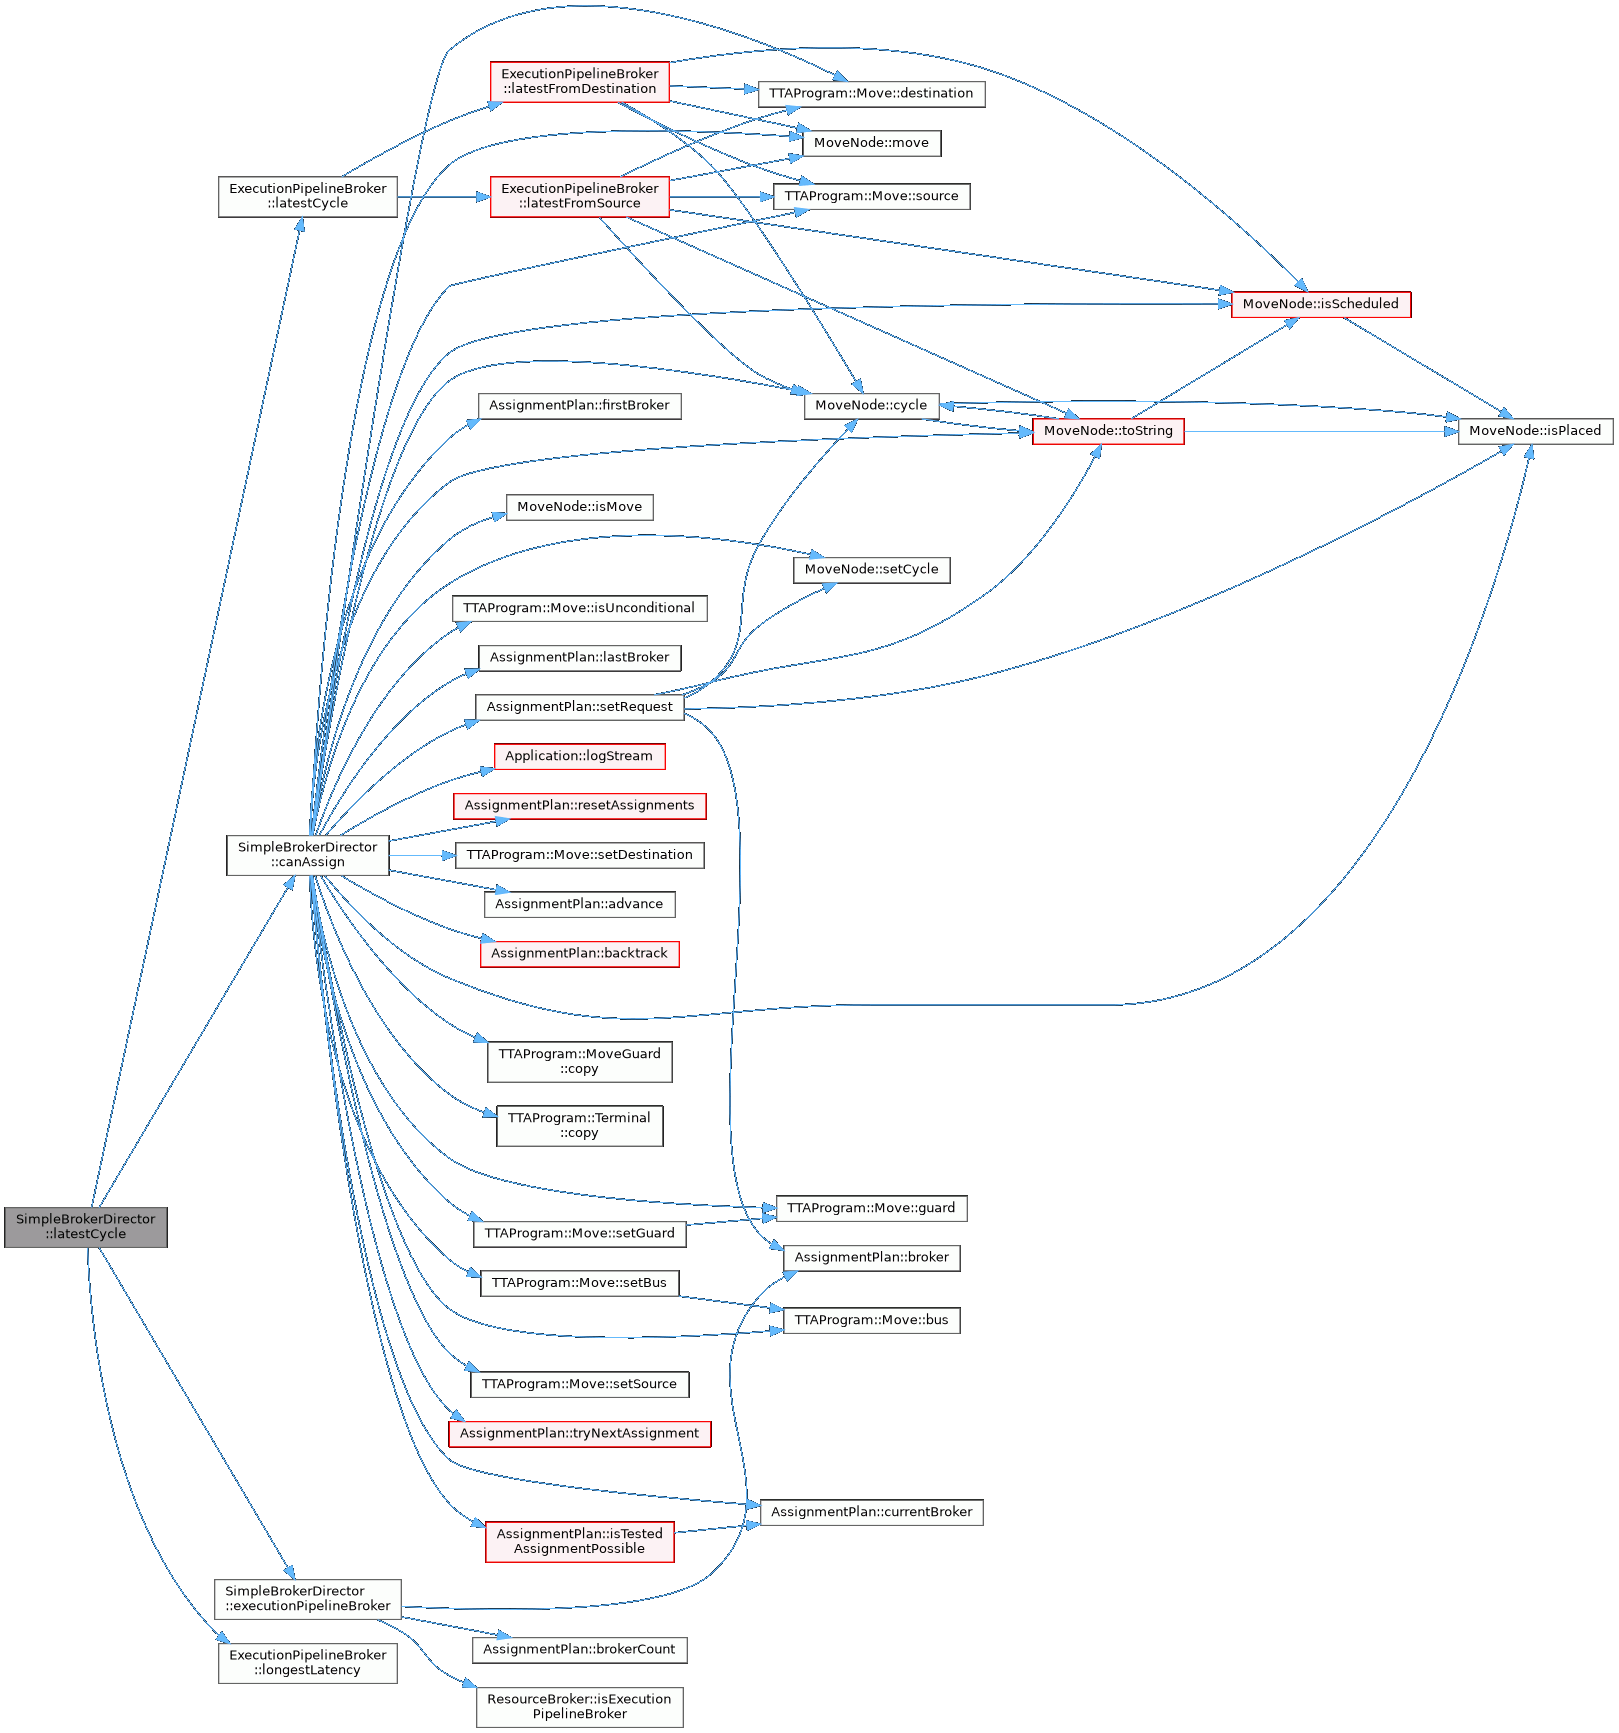 ExecutionPipelineBroker
::latestFromDestination
TTAProgram::Move::destination
MoveNode::move
ExecutionPipelineBroker
::latestCycle
ExecutionPipelineBroker
::latestFromSource
TTAProgram::Move::source
MoveNode::isScheduled
AssignmentPlan::firstBroker
MoveNode::cycle
MoveNode::toString
MoveNode::isPlaced
MoveNode::isMove
MoveNode::setCycle
TTAProgram::Move::isUnconditional
AssignmentPlan::lastBroker
AssignmentPlan::setRequest
Application::logStream
AssignmentPlan::resetAssignments
SimpleBrokerDirector
::canAssign
TTAProgram::Move::setDestination
AssignmentPlan::advance
AssignmentPlan::backtrack
TTAProgram::MoveGuard
::copy
TTAProgram::Terminal
::copy
SimpleBrokerDirector
::latestCycle
TTAProgram::Move::guard
TTAProgram::Move::setGuard
AssignmentPlan::broker
TTAProgram::Move::setBus
TTAProgram::Move::bus
TTAProgram::Move::setSource
AssignmentPlan::tryNextAssignment
AssignmentPlan::currentBroker
AssignmentPlan::isTested
AssignmentPossible
SimpleBrokerDirector
::executionPipelineBroker
AssignmentPlan::brokerCount
ExecutionPipelineBroker
::longestLatency
ResourceBroker::isExecution
PipelineBroker